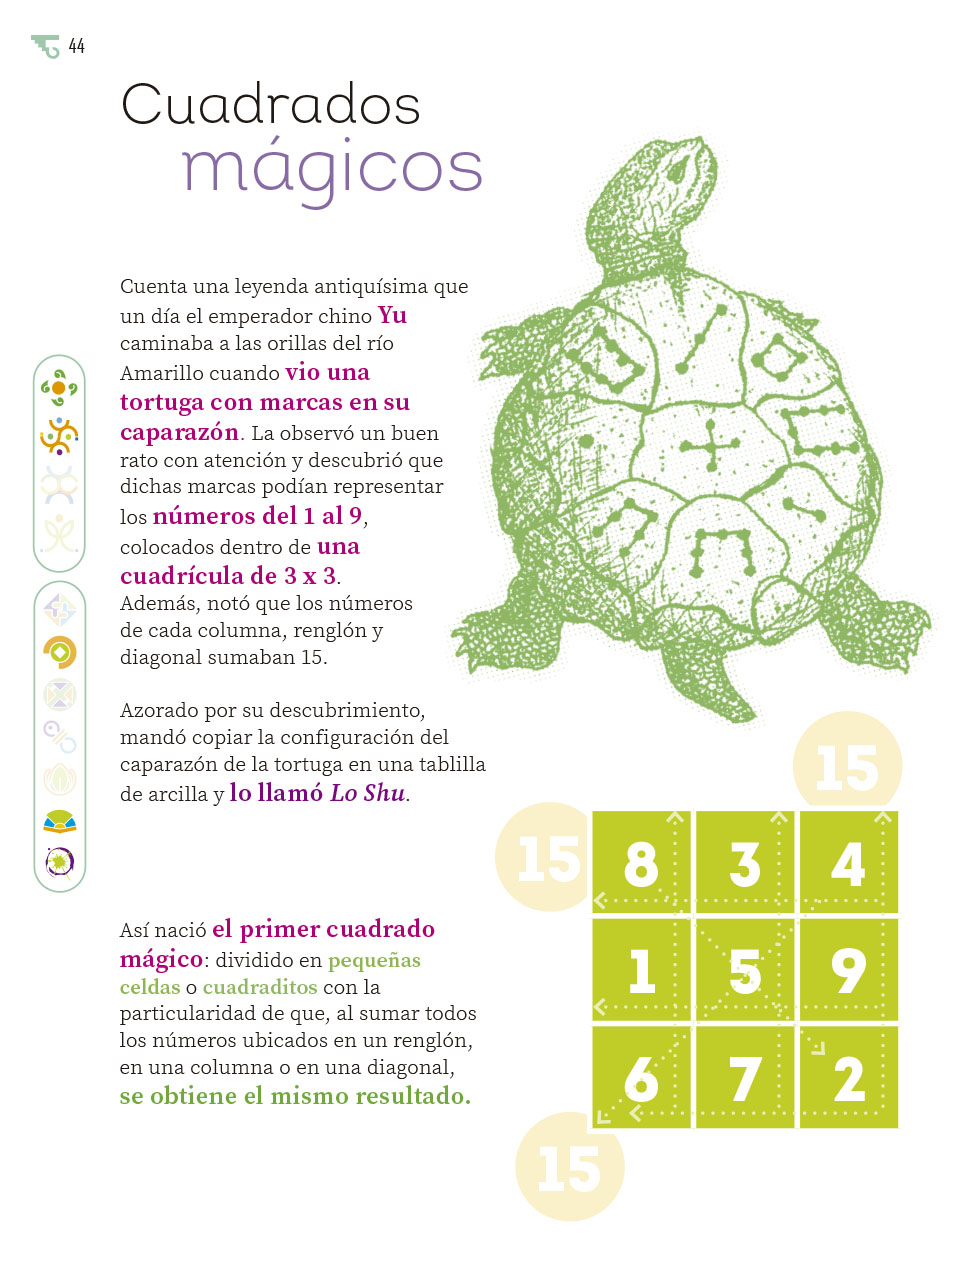 44
Cuadrados
mágicos
Cuenta una leyenda antiquísima que
un día el emperador chino Yu
caminaba a las orillas del río
Amarillo cuando vio una
tortuga con marcas en su
caparazón. La observó un buen
rato con atención y descubrió que
dichas marcas podían representar
los números del 1 al 9,
colocados dentro de una
cuadrícula de 3 x 3.
Además, notó que los números
de cada columna, renglón y
diagonal sumaban 15.
Azorado por su descubrimiento,
mandó copiar la configuración del
caparazón de la tortuga en una tablilla
de arcilla y lo llamó Lo Shu.
Así nació el primer cuadrado
mágico: dividido en pequeñas
celdas o cuadraditos con la
particularidad de que, al sumar todos
los números ubicados en un renglón,
en una columna o en una diagonal,
se obtiene el mismo resultado.
15
15
8 3 4
1 5 9
6 7 2
15